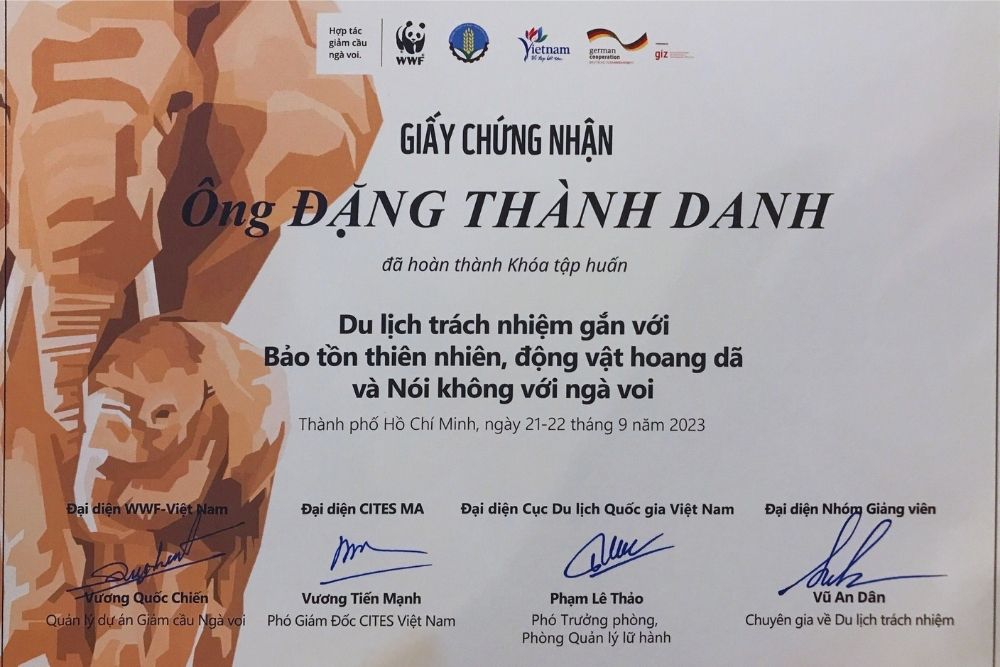 Hợp tác
giảm cầu
ngà voi.
WWF
Vietnam
german
cooperation
giz
GIẤY CHỨNG NHẬN
Ông ĐẶNG THÀNH DANH
đã hoàn thành Khóa tập huấn
Du lịch trách nhiệm gắn với
Bảo tồn thiên nhiên, động vật hoang dã
và Nói không với ngà voi
Thành phố Hồ Chí Minh, ngày 21-22 tháng 9 năm 2023
Đại diện WWF-Việt Nam
Đại diện CITES MA
Đại diện Cục Du lịch Quốc gia Việt Nam
Đại diện Nhóm Giảng viên
Vương Quốc Chiến
Vương Tiến Mạnh
Phạm Lê Thảo
Vũ An Dân
Quản lý dự án Giảm cầu Ngà voi
Phó Giám Đốc CITES Việt Nam
Phó Trưởng phòng,
Phòng Quản lý lữ hành
Chuyên gia về Du lịch trách nhiệm